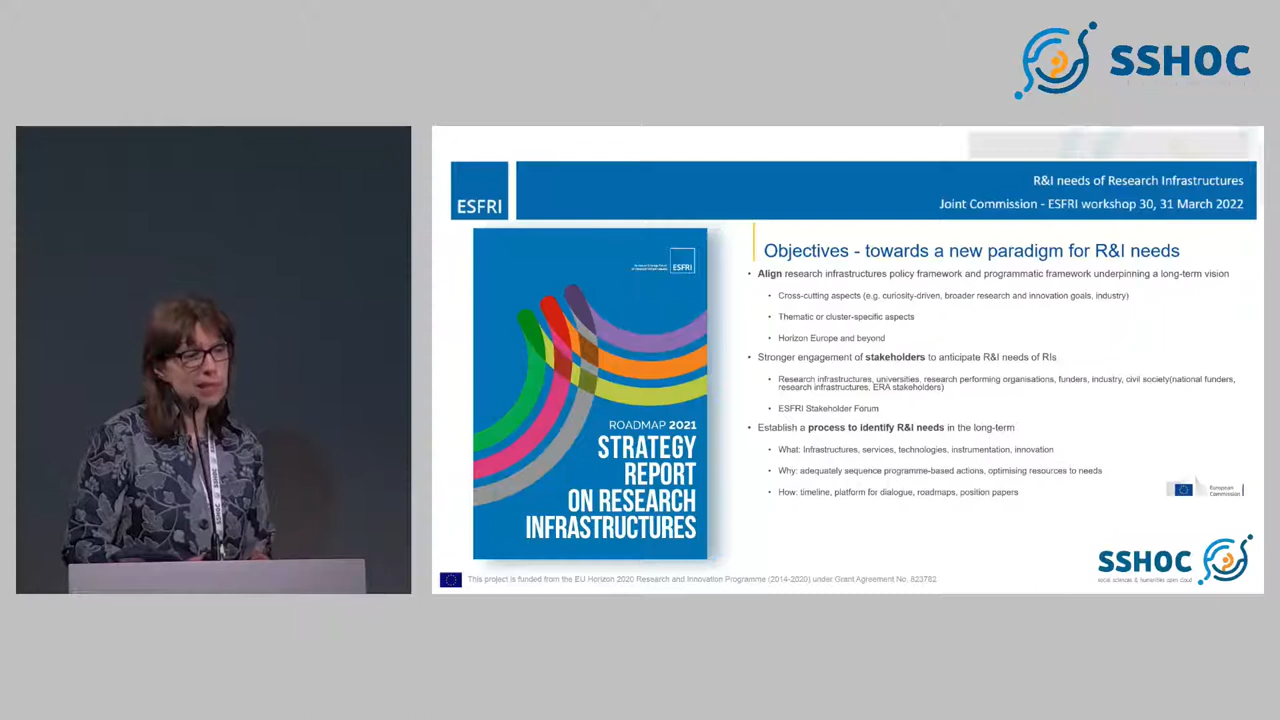 SSHOC
R&I needs of Research Infrastructures
Joint Commission - ESFRI workshop 30, 31 March 2022
ESFRI
Objectives - towards a new paradigm for R&I needs
• Align research infrastructures policy framework and programmatic framework underpinning a long-term vision
• Cross-cutting aspects (e.g. curiosity-driven, broader research and innovation goals, industry)
• Thematic or cluster-specific aspects
• Horizon Europe and beyond
• Stronger engagement of stakeholders to anticipate R&I needs of RIs
• Research infrastructures, universities, research performing organisations, funders, industry, civil society(national funders,
research infrastructures, ERA stakeholders)
• ESFRI Stakeholder Forum
• Establish a process to identify R&I needs in the long-term
• What: Infrastructures, services, technologies, instrumentation, innovation
• Why: adequately sequence programme-based actions, optimising resources to needs
• How: timeline, platform for dialogue, roadmaps, position papers
ESFRI
ROADMAP 2021
STRATEGY
REPORT
ON RESEARCH
INFRASTRUCTURES
European
Commission
SSHOC
social sciences & humanities open cloud
This project is funded from the EU Horizon 2020 Research and Innovation Programme (2014-2020) under Grant Agreement No. 823782
SSHOC